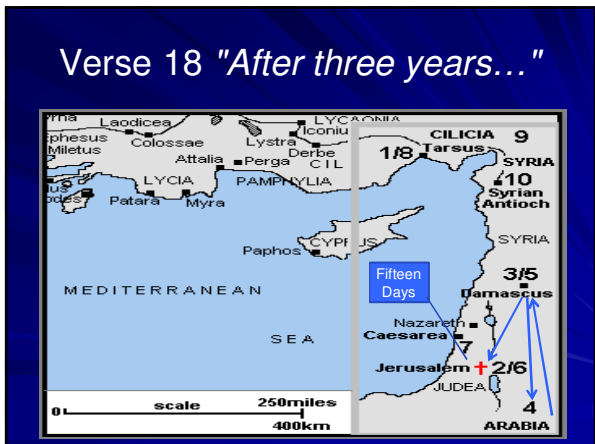 Verse 18 "After three years…"
Laodicea
LYCAONIA
Iconiu
phesus
Colossae
Lystra
CILICIA 9
Miletus
Derbe
1/8 Tarsus
Attalia
Perga
CIL
SYRIA
LYCIA
PAMPHYLIA
10
Syrian
Patara
Myra
Antioch
CYPRUS
SYRIA
Paphos
Fifteen
Days
3/5
MEDITERRANEAN
Damascus
Nazareth
SEA
Caesarea
7
Jerusalem 2/6
JUDEA
scale
250miles
4
0
400km
ARABIA